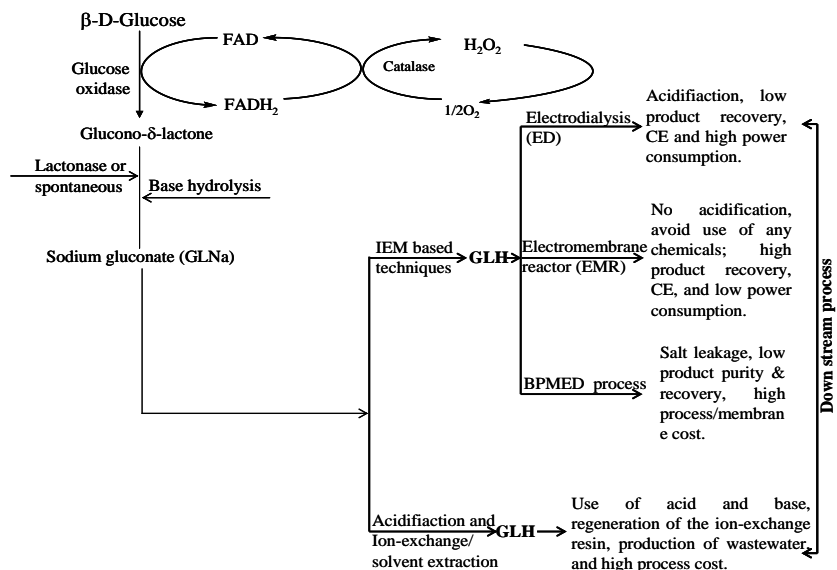 β-D-Glucose
FAD
H2O2
Glucose
oxidase
Catalase
FADH2
1/2O2
Glucono-δ-lactone
Lactonase or
spontaneous
Base hydrolysis
Sodium gluconate (GLNa)
IEM based
techniques
GLH
Electrodialysis
(ED)
Acidifiaction, low
product recovery,
CE and high power
consumption.
Electromembrane
reactor (EMR)
No acidification,
avoid use of any
chemicals; high
product recovery,
CE, and low power
consumption.
BPMED process
Salt leakage, low
product purity &
recovery, high
process/membran
e cost.
Down stream process
Acidifiaction and
Ion-exchange/
solvent extraction
GLH
Use of acid and base,
regeneration of the ion-exchange
resin, production of wastewater,
and high process cost.